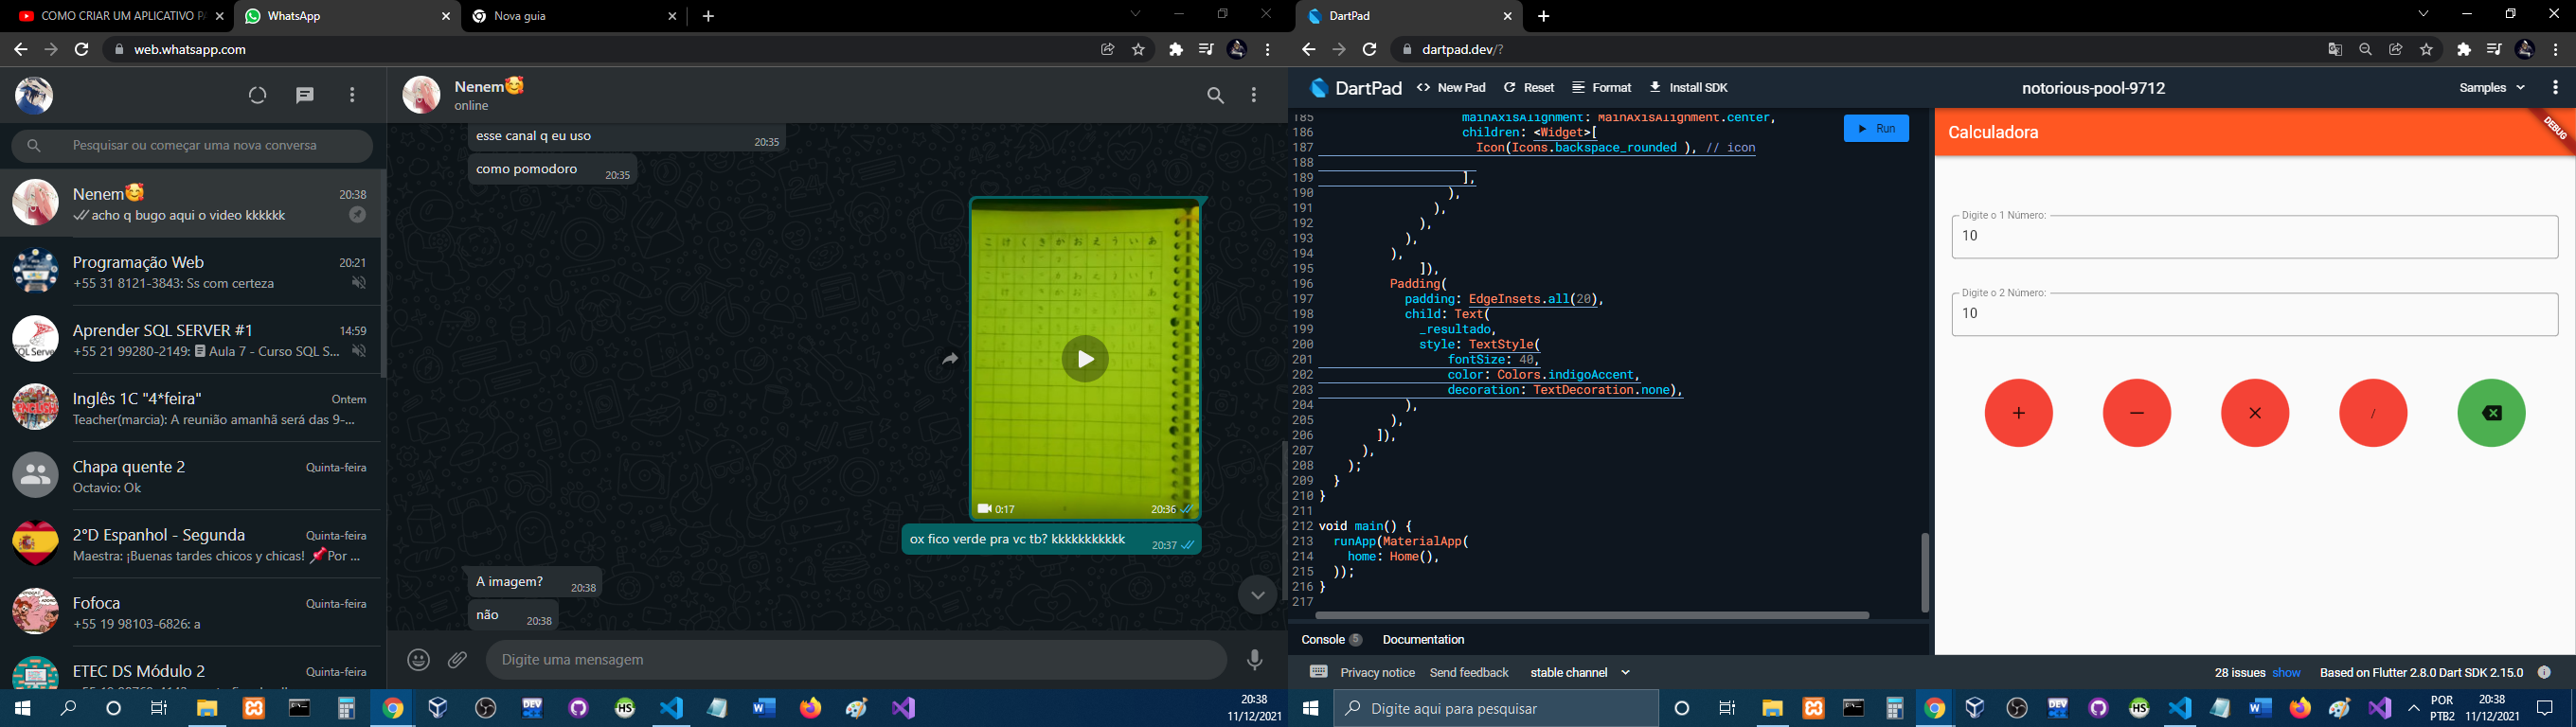 COMO CRIAR UM APLICATIVO PA
WhatsApp
Nova guia
web.whatsapp.com
Pesquisar ou começar uma nova conversa
Nenem🥰
20:38
acho q bugo aqui o video kkkkkk
Programação Web
20:21
+55 31 8121-3843: Ss com certeza
Aprender SQL SERVER #1
14:59
+55 21 99280-2149: Aula 7 - Curso SQL S...
Inglês 1C "4*feira"
Ontem
Teacher(marcia): A reunião amanhã será das 9-...
Chapa quente 2
Quinta-feira
Octavio: Ok
2ºD Espanhol - Segunda
Quinta-feira
Maestra: ¡Buenas tardes chicos y chicas! 📌Por ...
Fofoca
Quinta-feira
+55 19 98103-6826: a
ETEC DS Módulo 2
Quinta-feira
Nenem🥰
online
esse canal q eu uso
20:35
como pomodoro
20:35
こ け く き か お え う い あ
0:17
20:36
ox fico verde pra vc tb? kkkkkkkkkkk
20:37
A imagem?
20:38
não
20:38
Digite uma mensagem
20:38
11/12/2021
DartPad
dartpad.dev/?
DartPad
<> New Pad
Reset
Format
Install SDK
notorious-pool-9712
Samples
Run
185 mainAxisAlignment: MainAxisAlignment.center,
186 children: <Widget>[
187 Icon(Icons.backspace_rounded ), // icon
188
189 ],
190 ),
191 ),
192 ),
193 ),
194 ),
195 ]),
196 Padding(
197 padding: EdgeInsets.all(20),
198 child: Text(
199 _resultado,
200 style: TextStyle(
201 fontSize: 40,
202 color: Colors.indigoAccent,
203 decoration: TextDecoration.none),
204 ),
205 ),
206 ]),
207 ),
208 );
209 }
210 }
211
212 void main() {
213 runApp(MaterialApp(
214 home: Home(),
215 ));
216 }
217
Console 5
Documentation
Calculadora
DEBUG
Digite o 1 Número:
10
Digite o 2 Número:
10
+
−
×
/
Privacy notice
Send feedback
stable channel
28 issues show
Based on Flutter 2.8.0 Dart SDK 2.15.0
Digite aqui para pesquisar
POR
PTB2
20:38
11/12/2021